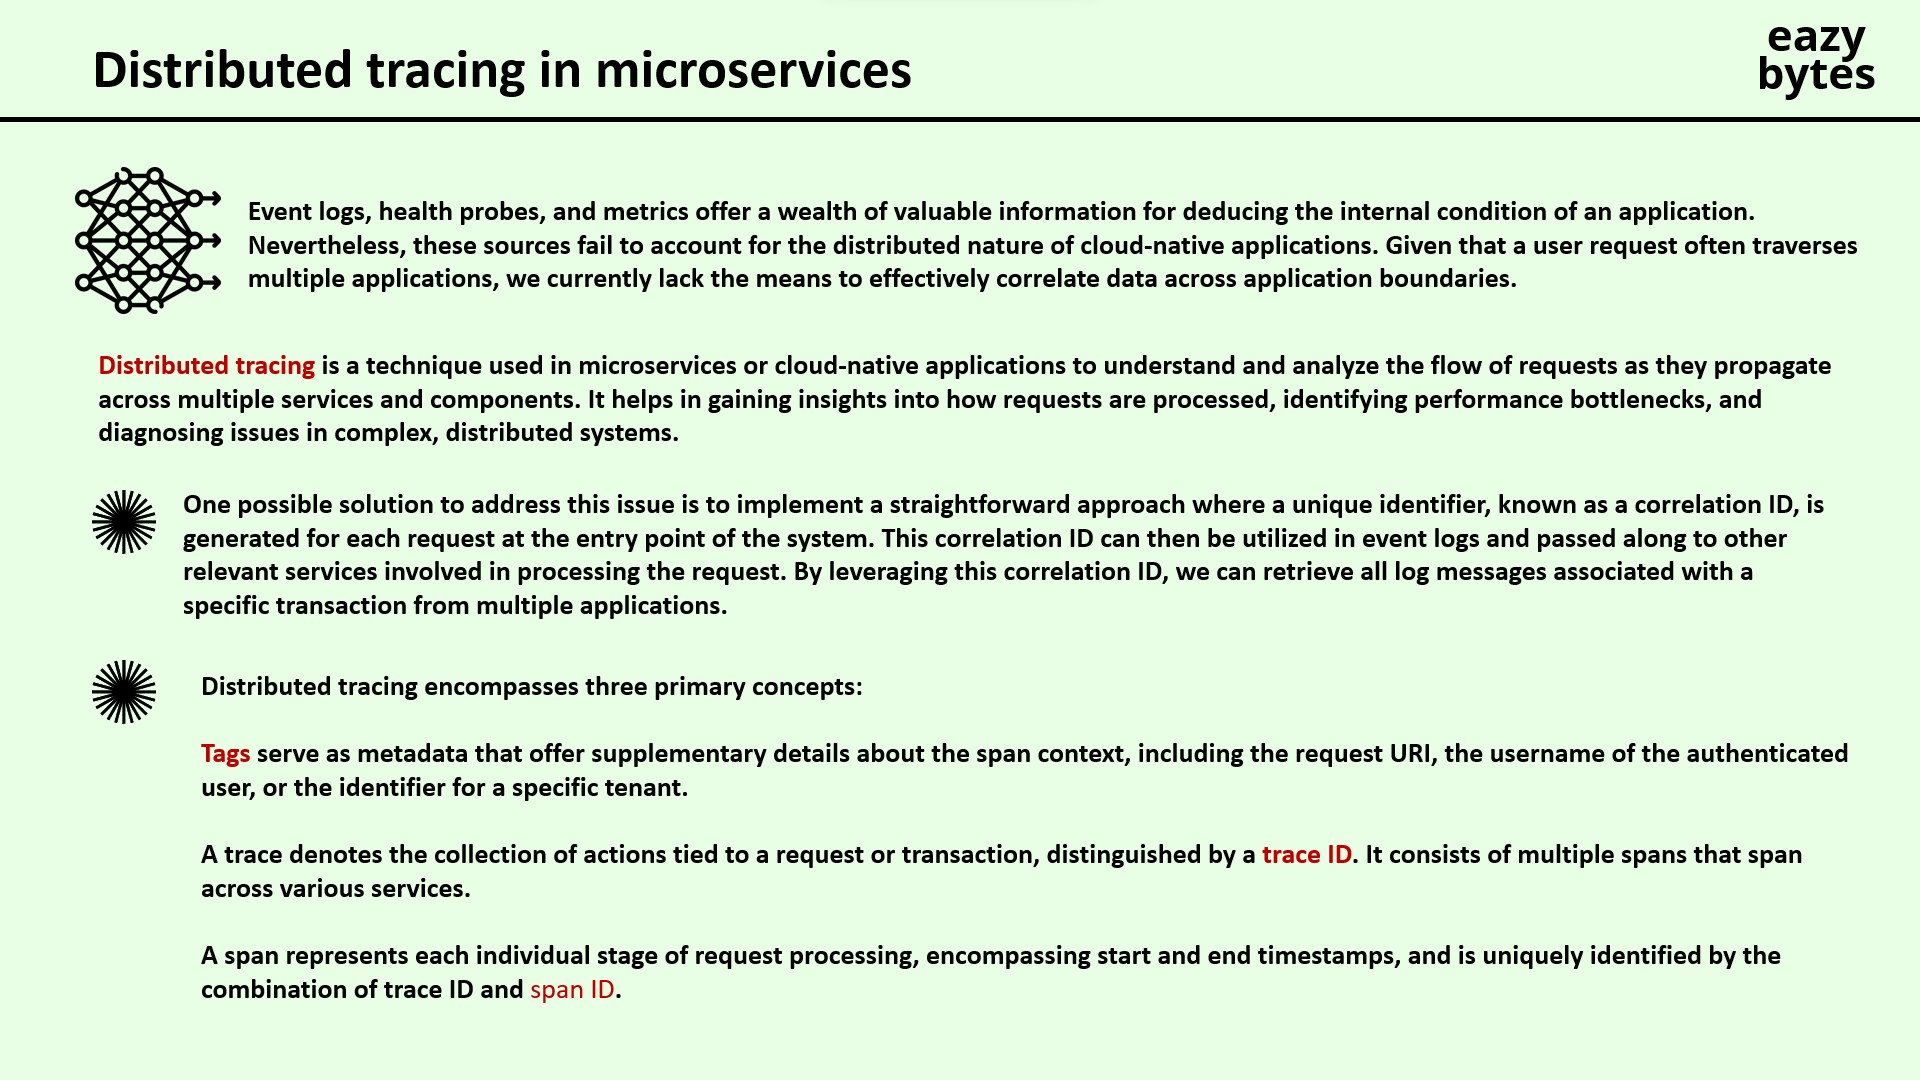 Distributed tracing in microservices
eazy
bytes
Event logs, health probes, and metrics offer a wealth of valuable information for deducing the internal condition of an application.
Nevertheless, these sources fail to account for the distributed nature of cloud-native applications. Given that a user request often traverses
multiple applications, we currently lack the means to effectively correlate data across application boundaries.
Distributed tracing is a technique used in microservices or cloud-native applications to understand and analyze the flow of requests as they propagate
across multiple services and components. It helps in gaining insights into how requests are processed, identifying performance bottlenecks, and
diagnosing issues in complex, distributed systems.
One possible solution to address this issue is to implement a straightforward approach where a unique identifier, known as a correlation ID, is
generated for each request at the entry point of the system. This correlation ID can then be utilized in event logs and passed along to other
relevant services involved in processing the request. By leveraging this correlation ID, we can retrieve all log messages associated with a
specific transaction from multiple applications.
Distributed tracing encompasses three primary concepts:
Tags serve as metadata that offer supplementary details about the span context, including the request URI, the username of the authenticated
user, or the identifier for a specific tenant.
A trace denotes the collection of actions tied to a request or transaction, distinguished by a trace ID. It consists of multiple spans that span
across various services.
A span represents each individual stage of request processing, encompassing start and end timestamps, and is uniquely identified by the
combination of trace ID and span ID.